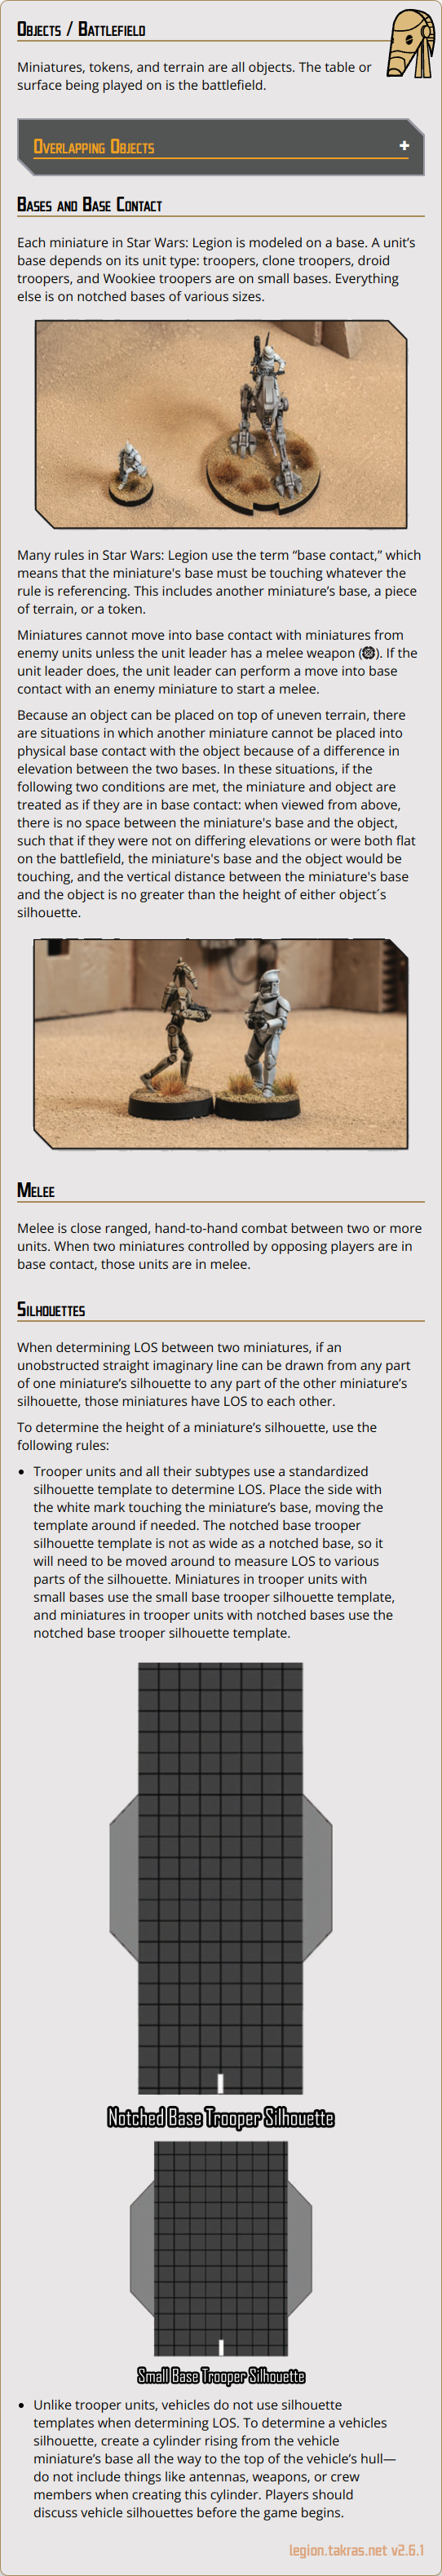 Objects / Battlefield
Miniatures, tokens, and terrain are all objects. The table or
surface being played on is the battlefield.
Overlapping Objects +
Bases and Base Contact
Each miniature in Star Wars: Legion is modeled on a base. A unit's
base depends on its unit type: troopers, clone troopers, droid
troopers, and Wookiee troopers are on small bases. Everything
else is on notched bases of various sizes.
Many rules in Star Wars: Legion use the term “base contact,” which
means that the miniature's base must be touching whatever the
rule is referencing. This includes another miniature’s base, a piece
of terrain, or a token.
Miniatures cannot move into base contact with miniatures from
enemy units unless the unit leader has a melee weapon (). If the
unit leader does, the unit leader can perform a move into base
contact with an enemy miniature to start a melee.
Because an object can be placed on top of uneven terrain, there
are situations in which another miniature cannot be placed into
physical base contact with the object because of a difference in
elevation between the two bases. In these situations, if the
following two conditions are met, the miniature and object are
treated as if they are in base contact: when viewed from above,
there is no space between the miniature's base and the object,
such that if they were not on differing elevations or were both flat
on the battlefield, the miniature's base and the object would be
touching, and the vertical distance between the miniature's base
and the object is no greater than the height of either object´s
silhouette.
Melee
Melee is close ranged, hand-to-hand combat between two or more
units. When two miniatures controlled by opposing players are in
base contact, those units are in melee.
Silhouettes
When determining LOS between two miniatures, if an
unobstructed straight imaginary line can be drawn from any part
of one miniature’s silhouette to any part of the other miniature’s
silhouette, those miniatures have LOS to each other.
To determine the height of a miniature’s silhouette, use the
following rules:
• Trooper units and all their subtypes use a standardized
silhouette template to determine LOS. Place the side with
the white mark touching the miniature’s base, moving the
template around if needed. The notched base trooper
silhouette template is not as wide as a notched base, so it
will need to be moved around to measure LOS to various
parts of the silhouette. Miniatures in trooper units with
small bases use the small base trooper silhouette template,
and miniatures in trooper units with notched bases use the
notched base trooper silhouette template.
Notched Base Trooper Silhouette
Small Base Trooper Silhouette
• Unlike trooper units, vehicles do not use silhouette
templates when determining LOS. To determine a vehicles
silhouette, create a cylinder rising from the vehicle
miniature’s base all the way to the top of the vehicle’s hull—
do not include things like antennas, weapons, or crew
members when creating this cylinder. Players should
discuss vehicle silhouettes before the game begins.
legion.takras.net v2.6.1